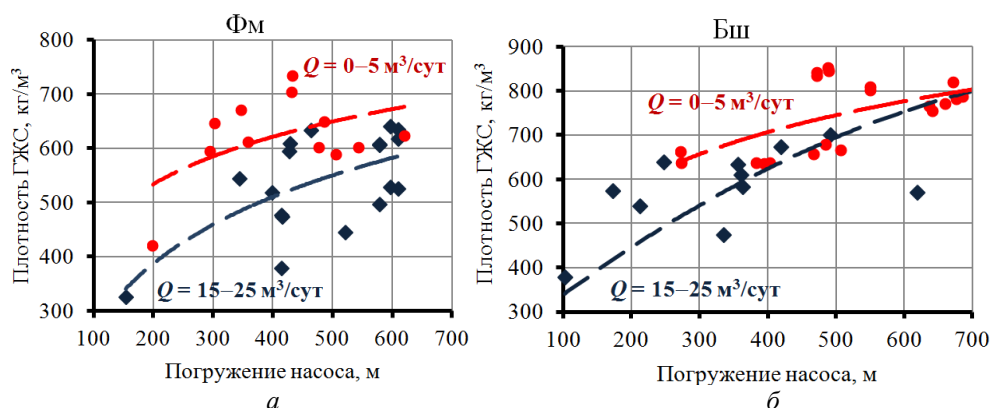 Фм
Плотность ГЖС, кг/м³
800
700
600
500
400
300
Q = 0–5 м³/сут
Q = 15–25 м³/сут
100 200 300 400 500 600 700
Погружение насоса, м
а
Бш
Плотность ГЖС, кг/м³
900
800
700
600
500
400
300
Q = 0–5 м³/сут
Q = 15–25 м³/сут
100 200 300 400 500 600 700
Погружение насоса, м
б